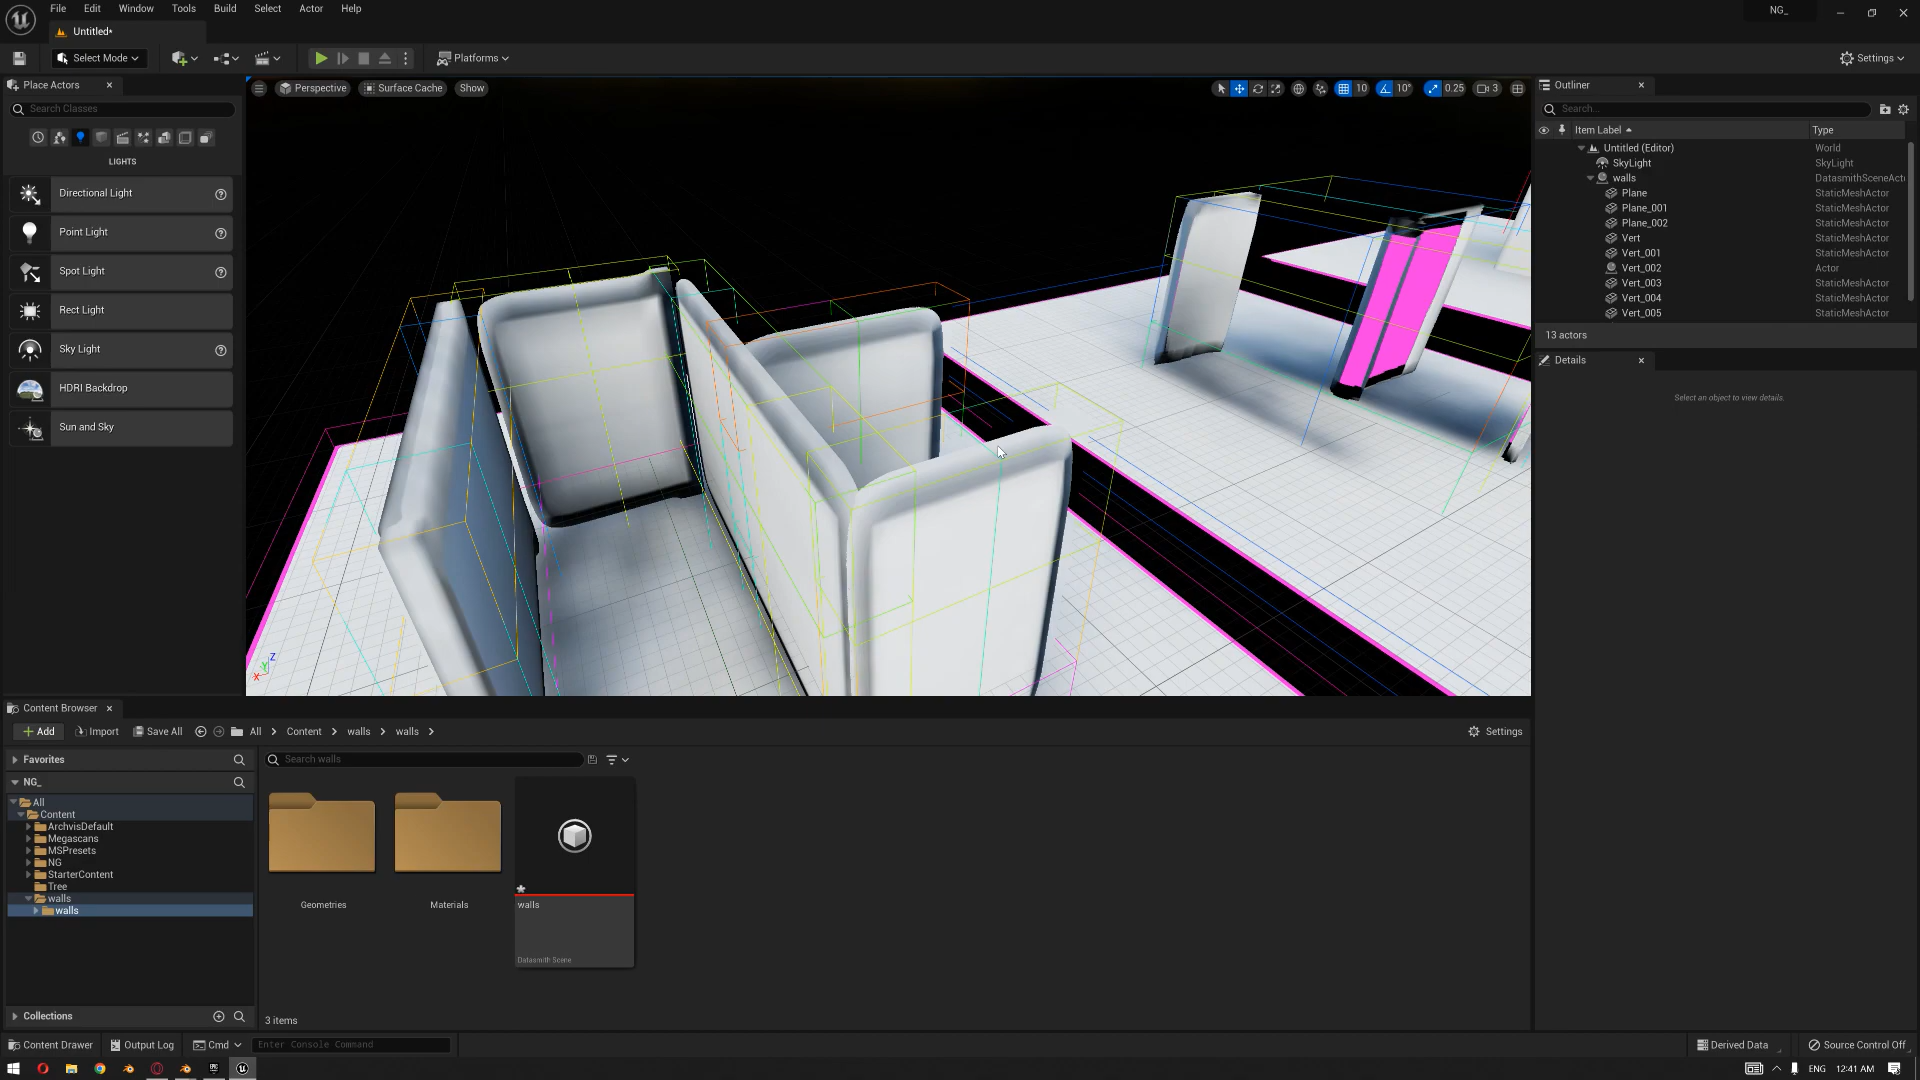 File Edit Window Tools Build Select Actor Help
NG_
Untitled*
Select Mode
Platforms
Settings
Place Actors
Search Classes
LIGHTS
Directional Light
Point Light
Spot Light
Rect Light
Sky Light
HDRI Backdrop
Sun and Sky
Perspective Surface Cache Show
10 10° 0.25 3
Z
Y
X
Outliner
Search...
Item Label Type
Untitled (Editor) World
SkyLight SkyLight
walls DatasmithSceneActo
Plane StaticMeshActor
Plane_001 StaticMeshActor
Plane_002 StaticMeshActor
Vert StaticMeshActor
Vert_001 StaticMeshActor
Vert_002 Actor
Vert_003 StaticMeshActor
Vert_004 StaticMeshActor
Vert_005 StaticMeshActor
13 actors
Details
Select an object to view details.
Content Browser
Add Import Save All All Content walls walls
Settings
Favorites
NG_
All
Content
ArchvisDefault
Megascans
MSPresets
NG
StarterContent
Tree
walls
walls
Collections
Search walls
Geometries
Materials
walls
Datasmith Scene
3 items
Content Drawer Output Log Cmd Enter Console Command
Derived Data Source Control Off
ENG 12:41 AM